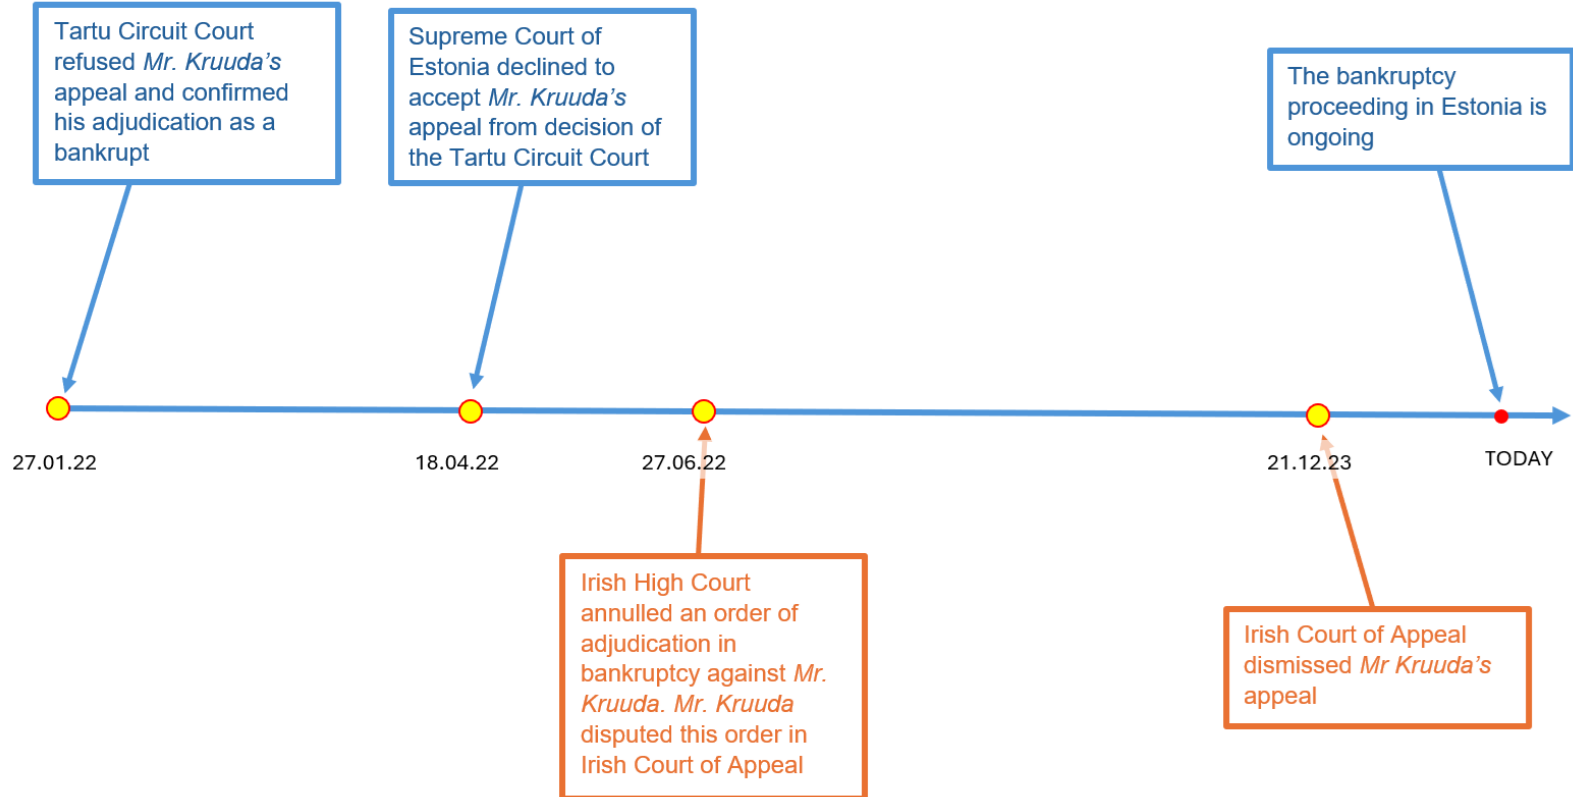 Tartu Circuit Court
refused Mr. Kruuda's
appeal and confirmed
his adjudication as a
bankrupt
Supreme Court of
Estonia declined to
accept Mr. Kruuda's
appeal from decision of
the Tartu Circuit Court
The bankruptcy
proceeding in Estonia is
ongoing
27.01.22
18.04.22
27.06.22
21.12.23
TODAY
Irish High Court
annulled an order of
adjudication in
bankruptcy against Mr.
Kruuda. Mr. Kruuda
disputed this order in
Irish Court of Appeal
Irish Court of Appeal
dismissed Mr Kruuda's
appeal